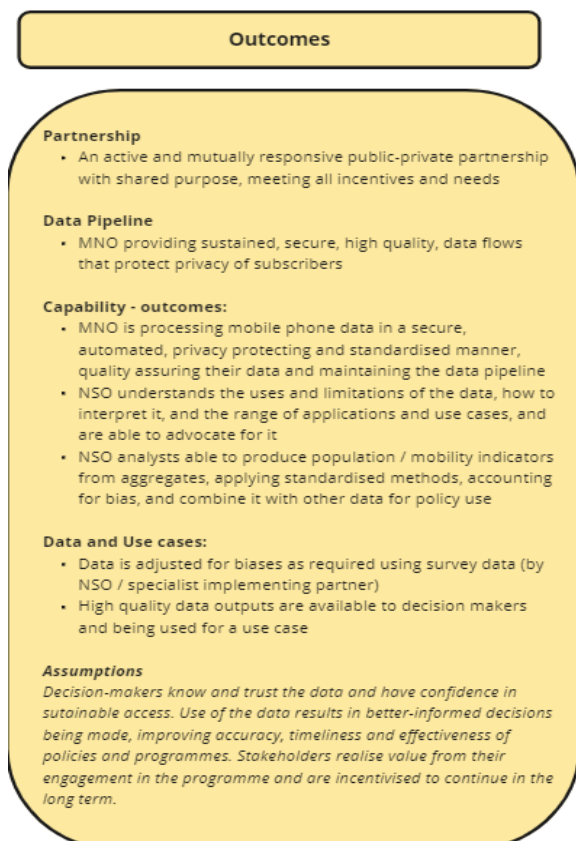 Outcomes
Partnership
• An active and mutually responsive public-private partnership
with shared purpose, meeting all incentives and needs
Data Pipeline
• MNO providing sustained, secure, high quality, data flows
that protect privacy of subscribers
Capability - outcomes:
• MNO is processing mobile phone data in a secure,
automated, privacy protecting and standardised manner,
quality assuring their data and maintaining the data pipeline
• NSO understands the uses and limitations of the data, how to
interpret it, and the range of applications and use cases, and
are able to advocate for it
• NSO analysts able to produce population / mobility indicators
from aggregates, applying standardised methods, accounting
for bias, and combine it with other data for policy use
Data and Use cases:
• Data is adjusted for biases as required using survey data (by
NSO / specialist implementing partner)
• High quality data outputs are available to decision makers
and being used for a use case
Assumptions
Decision-makers know and trust the data and have confidence in
sutainable access. Use of the data results in better-informed decisions
being made, improving accuracy, timeliness and effectiveness of
policies and programmes. Stakeholders realise value from their
engagement in the programme and are incentivised to continue in the
long term.